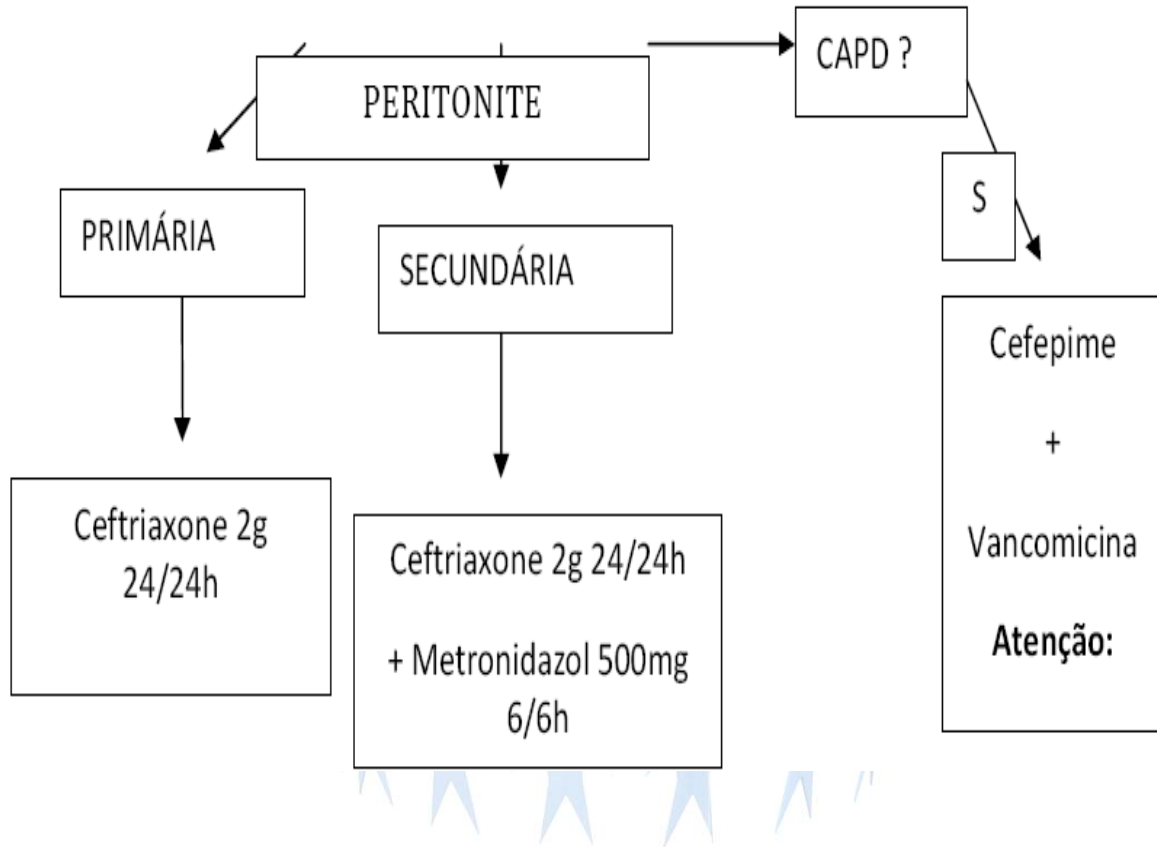 CAPD ?
PERITONITE
S
PRIMÁRIA
SECUNDÁRIA
Ceftriaxone 2g
24/24h
Ceftriaxone 2g 24/24h
+ Metronidazol 500mg
6/6h
Cefepime
+
Vancomicina
Atenção: